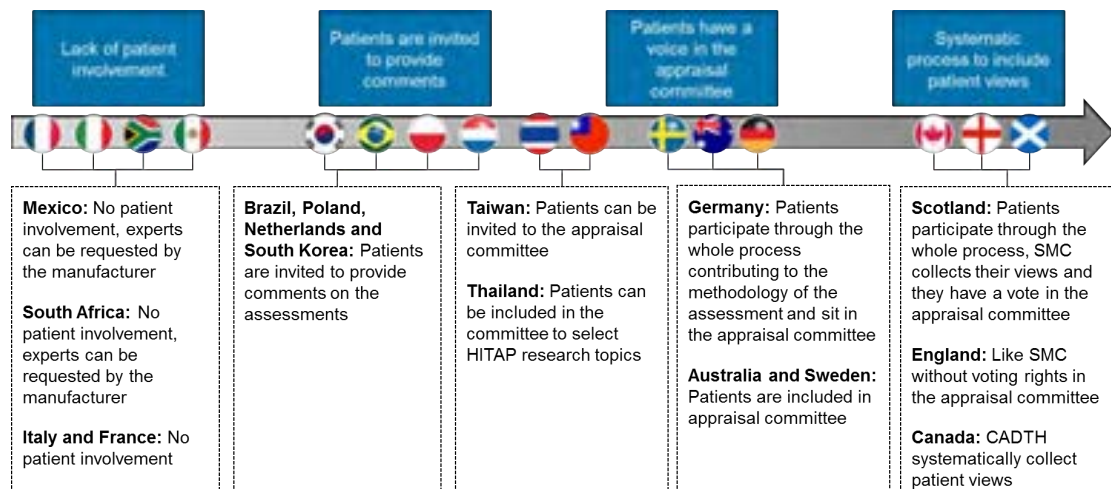 Lack of patient
involvement
Patients are invited
to provide
comments
Patients have a
voice in the
appraisal
committee
Systematic
process to include
patient views
Mexico: No patient
involvement, experts
can be requested by
the manufacturer
South Africa: No
patient involvement,
experts can be
requested by the
manufacturer
Italy and France: No
patient involvement
Brazil, Poland,
Netherlands and
South Korea: Patients
are invited to provide
comments on the
assessments
Taiwan: Patients can be
invited to the appraisal
committee
Thailand: Patients can
be included in the
committee to select
HITAP research topics
Germany: Patients
participate through the
whole process
contributing to the
methodology of the
assessment and sit in
the appraisal committee
Australia and Sweden:
Patients are included in
appraisal committee
Scotland: Patients
participate through the
whole process, SMC
collects their views and
they have a vote in the
appraisal committee
England: Like SMC
without voting rights in
the appraisal committee
Canada: CADTH
systematically collect
patient views